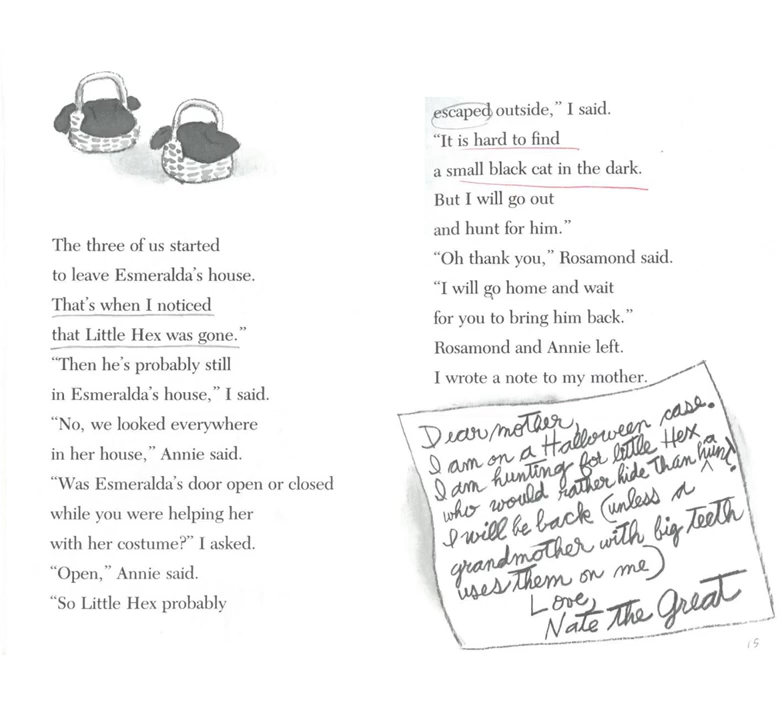 The three of us started
to leave Esmeralda's house.
That's when I noticed
that Little Hex was gone."
"Then he's probably still
in Esmeralda's house," I said.
"No, we looked everywhere
in her house," Annie said.
"Was Esmeralda's door open or closed
while you were helping her
with her costume?" I asked.
"Open," Annie said.
"So Little Hex probably
escaped outside," I said.
"It is hard to find
a small black cat in the dark.
But I will go out
and hunt for him."
"Oh thank you," Rosamond said.
"I will go home and wait
for you to bring him back."
Rosamond and Annie left.
I wrote a note to my mother.
Dear mother,
I am on a Halloween case.
I am hunting for little Hex
who would rather hide than haunt.
I will be back (unless a
grandmother with big teeth
uses them on me)
Love,
Nate the Great
15